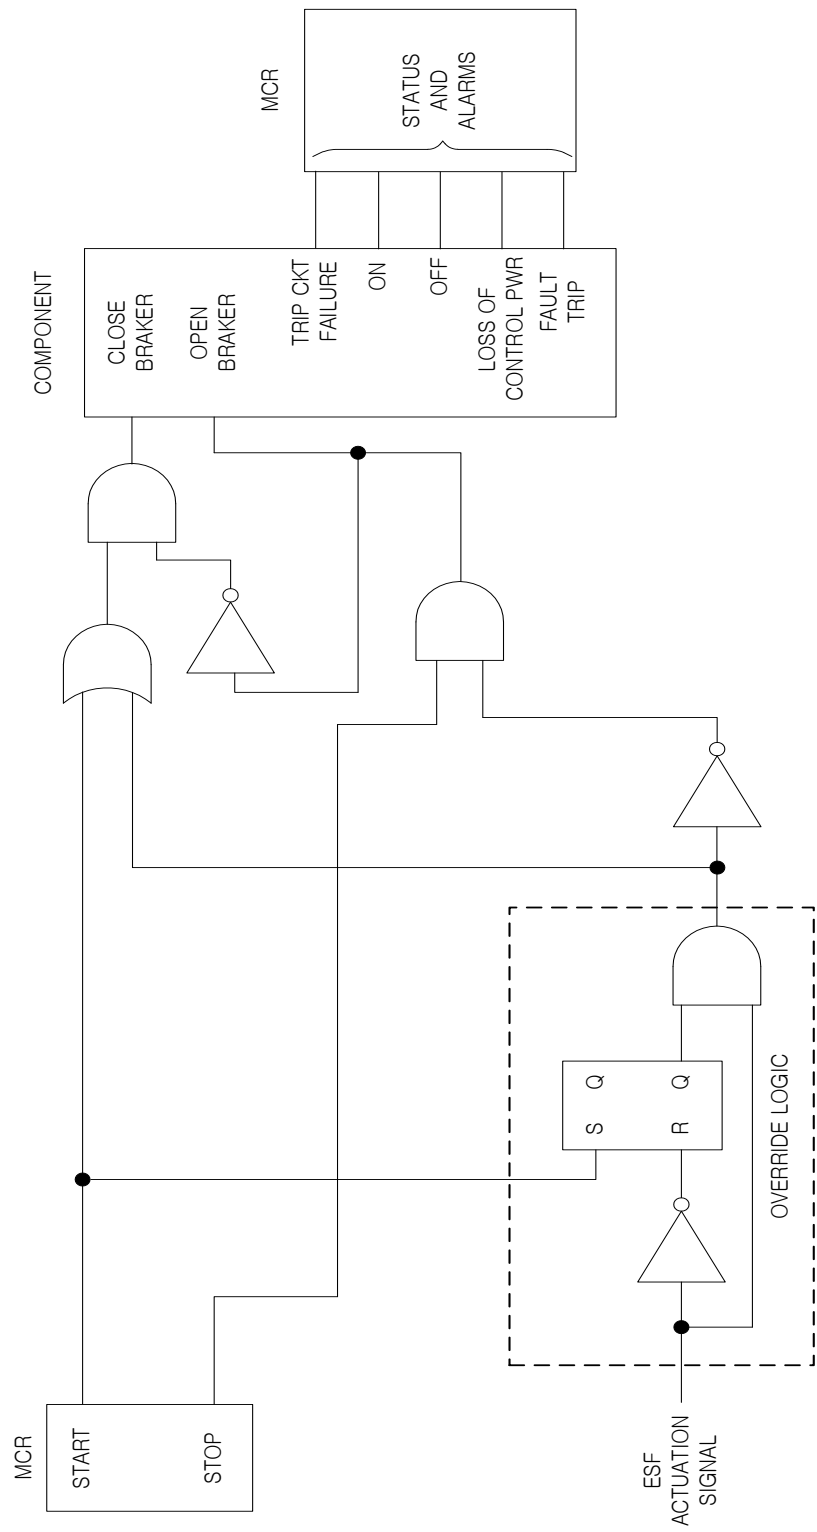 MCR
STATUS
AND
ALARMS
COMPONENT
CLOSE
BRAKER
OPEN
BRAKER
TRIP CKT
FAILURE
ON
OFF
LOSS OF
CONTROL PWR
FAULT
TRIP
S Q
R Q
OVERRIDE LOGIC
MCR
START
STOP
ESF
ACTUATION
SIGNAL